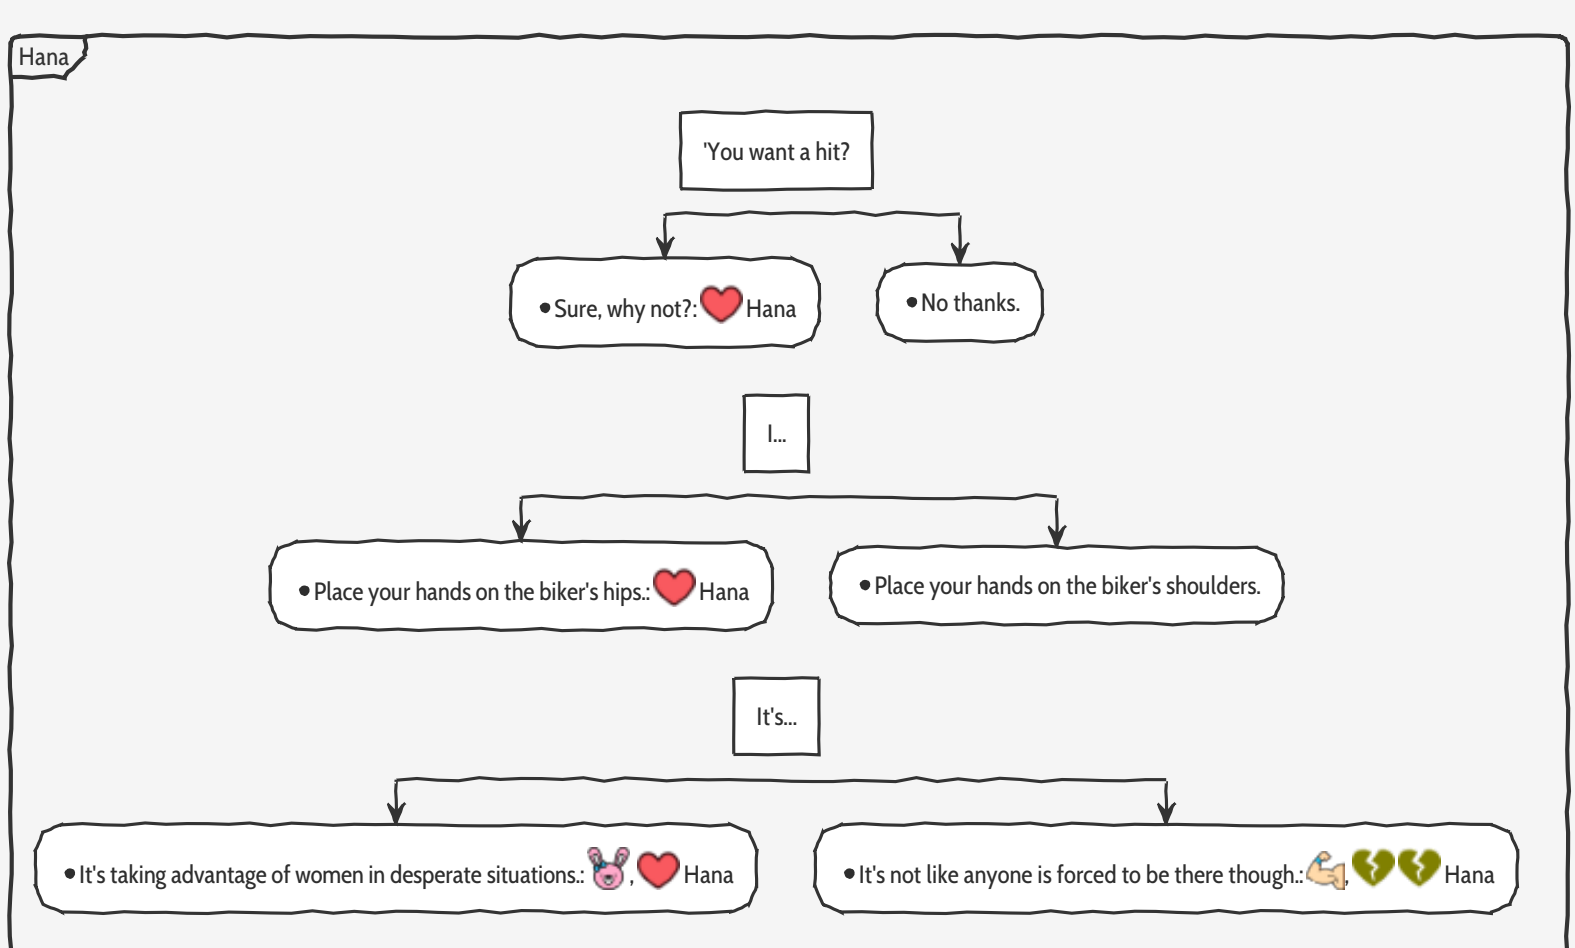 Hana
'You want a hit?
•Sure, why not?: Hana
•No thanks.
I...
•Place your hands on the biker's hips.: Hana
•Place your hands on the biker's shoulders.
It's...
•It's taking advantage of women in desperate situations.: , Hana
•It's not like anyone is forced to be there though.: , Hana